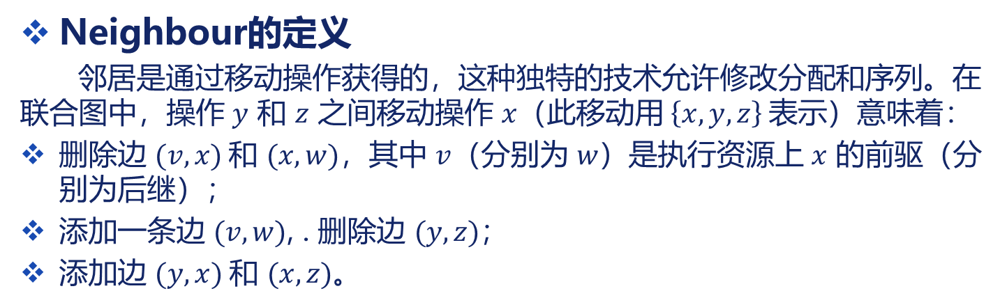 ❖ Neighbour的定义
邻居是通过移动操作获得的，这种独特的技术允许修改分配和序列。在
联合图中，操作 y 和 z 之间移动操作 x（此移动用 {x, y, z} 表示）意味着：
❖ 删除边 (v, x) 和 (x, w)，其中 v（分别为 w）是执行资源上 x 的前驱（分
别为后继）；
❖ 添加一条边 (v, w), . 删除边 (y, z)；
❖ 添加边 (y, x) 和 (x, z)。